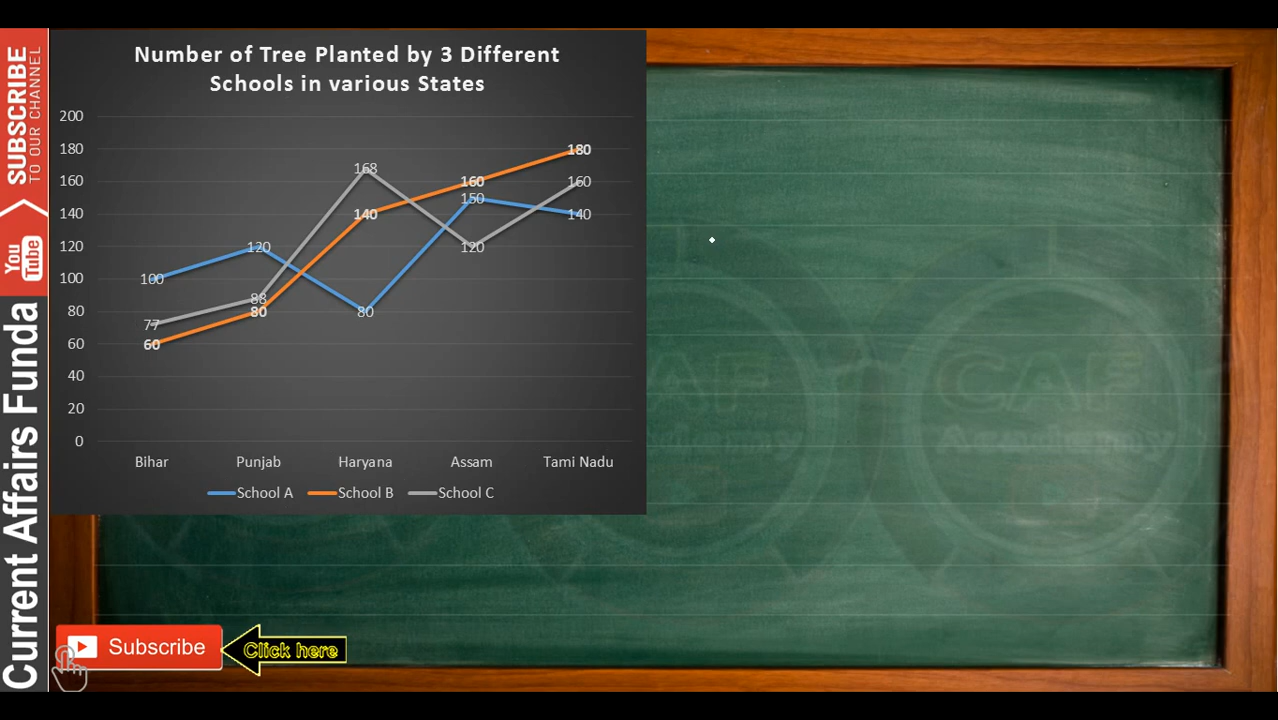 SUBSCRIBE
TO OUR CHANNEL
You
Tube
Current Affairs Funda
Number of Tree Planted by 3 Different
Schools in various States
200
180
160
140
120
100
80
60
40
20
0
100
120
80
150
140
60
80
140
160
180
77
88
168
120
160
Bihar
Punjab
Haryana
Assam
Tami Nadu
School A
School B
School C
CAF
Subscribe
Click here